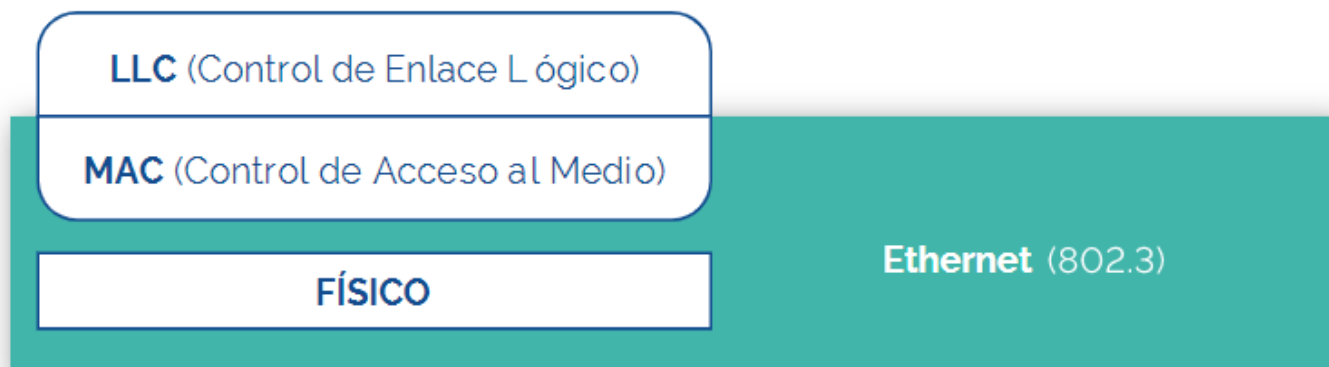 LLC (Control de Enlace L ógico)
MAC (Control de Acceso al Medio)
Ethernet (802.3)
FÍSICO